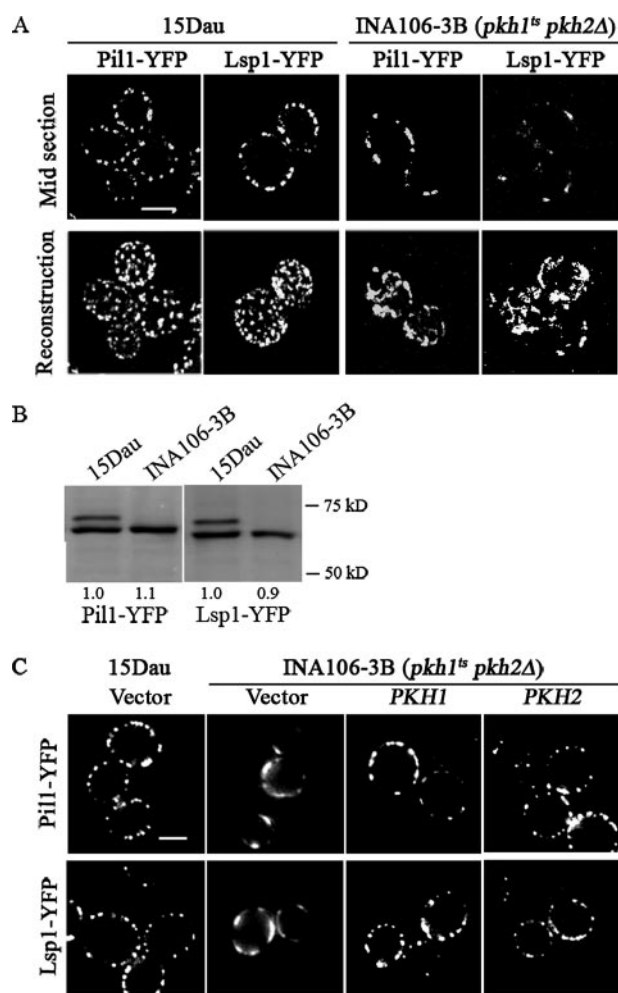 A
15Dau INA106-3B (pkh1ts pkh2Δ)
Pil1-YFP Lsp1-YFP Pil1-YFP Lsp1-YFP
Mid section
Reconstruction
B
15Dau INA106-3B 15Dau INA106-3B
75 kD
50 kD
1.0 1.1 1.0 0.9
Pil1-YFP Lsp1-YFP
C
15Dau INA106-3B (pkh1ts pkh2Δ)
Vector Vector PKH1 PKH2
Pil1-YFP
Lsp1-YFP